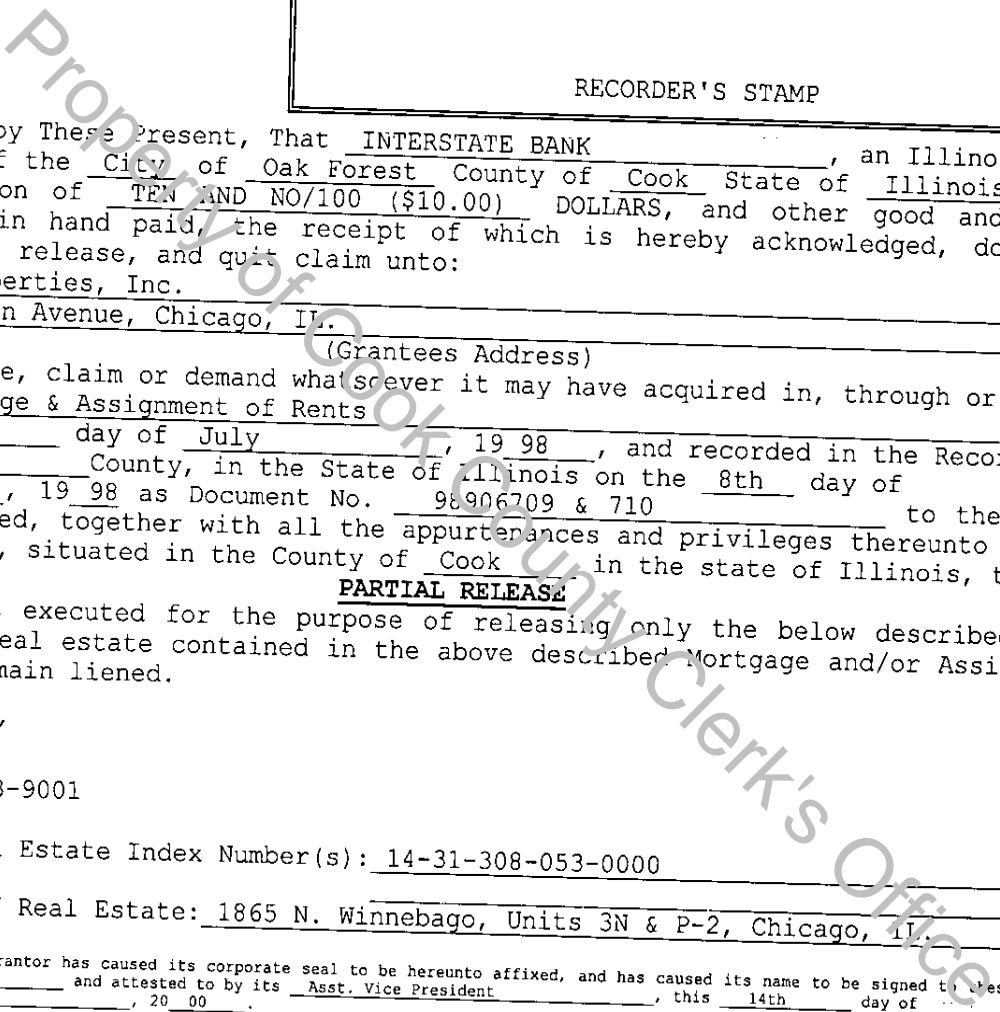 RECORDER'S STAMP
by These Present, That INTERSTATE BANK, an Illino
f the City of Oak Forest County of Cook State of Illinois
on of TEN AND NO/100 ($10.00) DOLLARS, and other good and
in hand paid, the receipt of which is hereby acknowledged, do
release, and quit claim unto:
perties, Inc.
n Avenue, Chicago, IL.
(Grantees Address)
e, claim or demand whatsoever it may have acquired in, through or
ge & Assignment of Rents
____ day of July, 19 98, and recorded in the Reco
____ County, in the State of Illinois on the 8th day of
, 19 98 as Document No. 98906709 & 710 to the
ed, together with all the appurtenances and privileges thereunto
, situated in the County of Cook in the state of Illinois, t
PARTIAL RELEASE
executed for the purpose of releasing only the below described
eal estate contained in the above described Mortgage and/or Assi
main liened.
-9001
Estate Index Number(s): 14-31-308-053-0000
Real Estate: 1865 N. Winnebago, Units 3N & P-2, Chicago, IL.
rantor has caused its corporate seal to be hereunto affixed, and has caused its name to be signed to
____ and attested to by its Asst. Vice President, this 14th day of
____, 20 00.
Property of Cook County Clerk's Office